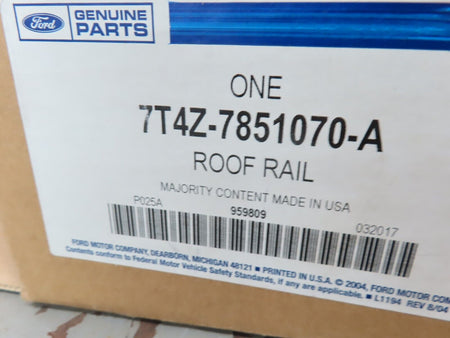 Ford
GENUINE
PARTS
ONE
7T4Z-7851070-A
ROOF RAIL
MAJORITY CONTENT MADE IN USA
P025A 959809 032017
FORD MOTOR COMPANY, DEARBORN, MICHIGAN 48121 ■ PRINTED IN U.S.A. © 2004, FORD MOTOR COM
Contents conform to Federal Motor Vehicle Safety Standards, if any are applicable. ■ L1194 REV 8/04